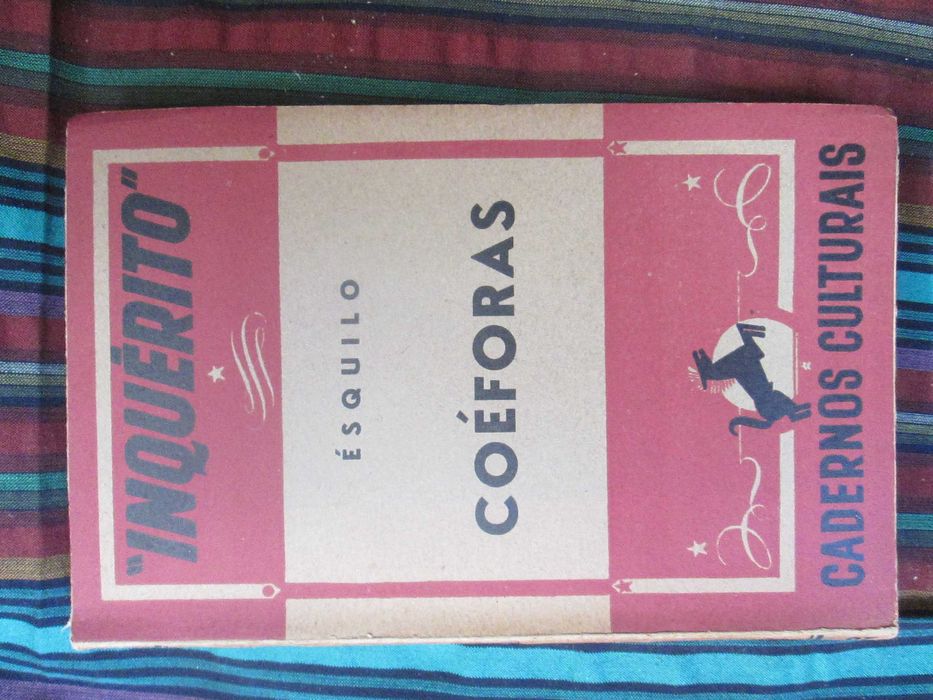 "INQUÉRITO"
ÉSQUILO
COÉFORAS
CADERNOS CULTURAIS